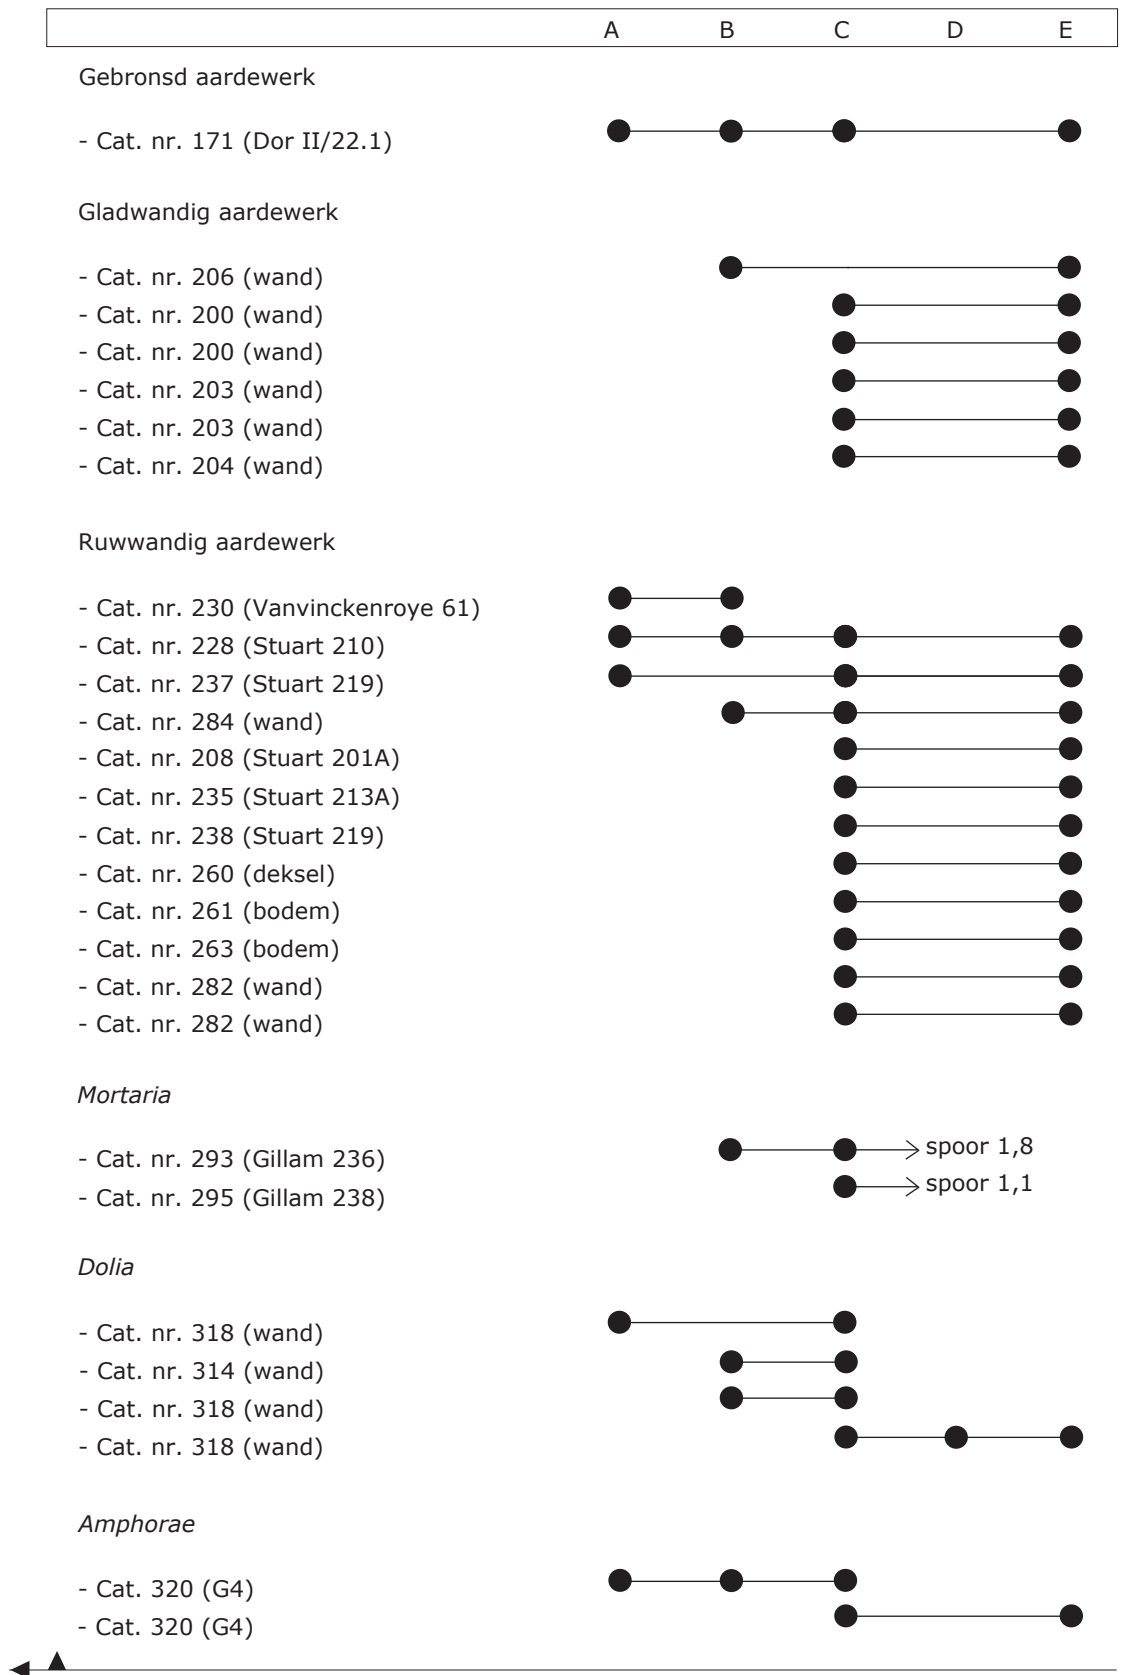 A B C D E
Gebronsd aardewerk
- Cat. nr. 171 (Dor II/22.1)
Gladwandig aardewerk
- Cat. nr. 206 (wand)
- Cat. nr. 200 (wand)
- Cat. nr. 200 (wand)
- Cat. nr. 203 (wand)
- Cat. nr. 203 (wand)
- Cat. nr. 204 (wand)
Ruwwandig aardewerk
- Cat. nr. 230 (Vanvinckenroye 61)
- Cat. nr. 228 (Stuart 210)
- Cat. nr. 237 (Stuart 219)
- Cat. nr. 284 (wand)
- Cat. nr. 208 (Stuart 201A)
- Cat. nr. 235 (Stuart 213A)
- Cat. nr. 238 (Stuart 219)
- Cat. nr. 260 (deksel)
- Cat. nr. 261 (bodem)
- Cat. nr. 263 (bodem)
- Cat. nr. 282 (wand)
- Cat. nr. 282 (wand)
Mortaria
- Cat. nr. 293 (Gillam 236) spoor 1,8
- Cat. nr. 295 (Gillam 238) spoor 1,1
Dolia
- Cat. nr. 318 (wand)
- Cat. nr. 314 (wand)
- Cat. nr. 318 (wand)
- Cat. nr. 318 (wand)
Amphorae
- Cat. 320 (G4)
- Cat. 320 (G4)